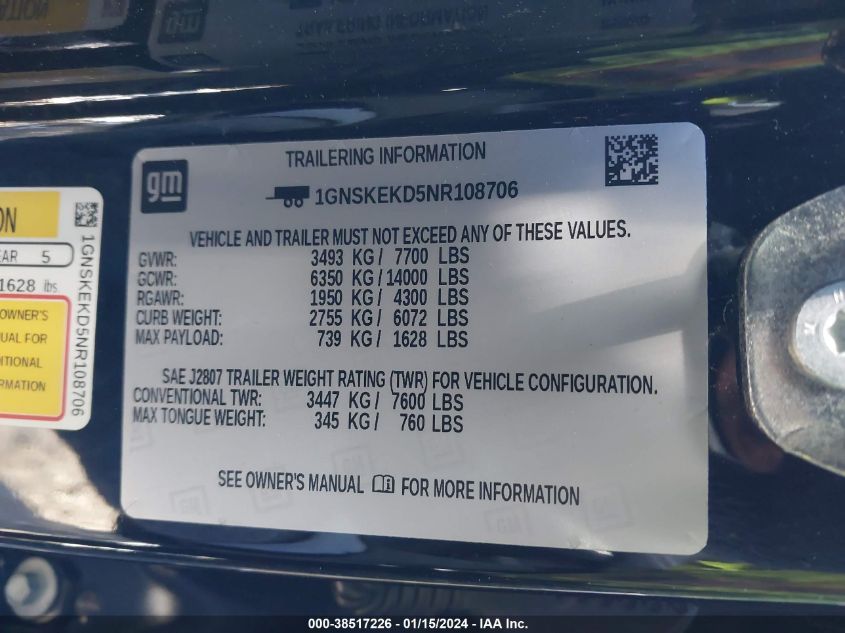 TRAILERING INFORMATION
gm
1GNSKEKD5NR108706
VEHICLE AND TRAILER MUST NOT EXCEED ANY OF THESE VALUES.
GVWR: 3493 KG/ 7700 LBS
GCWR: 6350 KG/14000 LBS
RGAWR: 1950 KG/ 4300 LBS
CURB WEIGHT: 2755 KG/ 6072 LBS
MAX PAYLOAD: 739 KG/ 1628 LBS
SAE J2807 TRAILER WEIGHT RATING (TWR) FOR VEHICLE CONFIGURATION.
CONVENTIONAL TWR: 3447 KG/ 7600 LBS
MAX TONGUE WEIGHT: 345 KG/ 760 LBS
SEE OWNER'S MANUAL FOR MORE INFORMATION
ON
EAR 5
1628 lbs.
OWNER'S
MANUAL FOR
DITIONAL
FORMATION
1GNSKEKD5NR108706
000-38517226 - 01/15/2024 - IAA Inc.